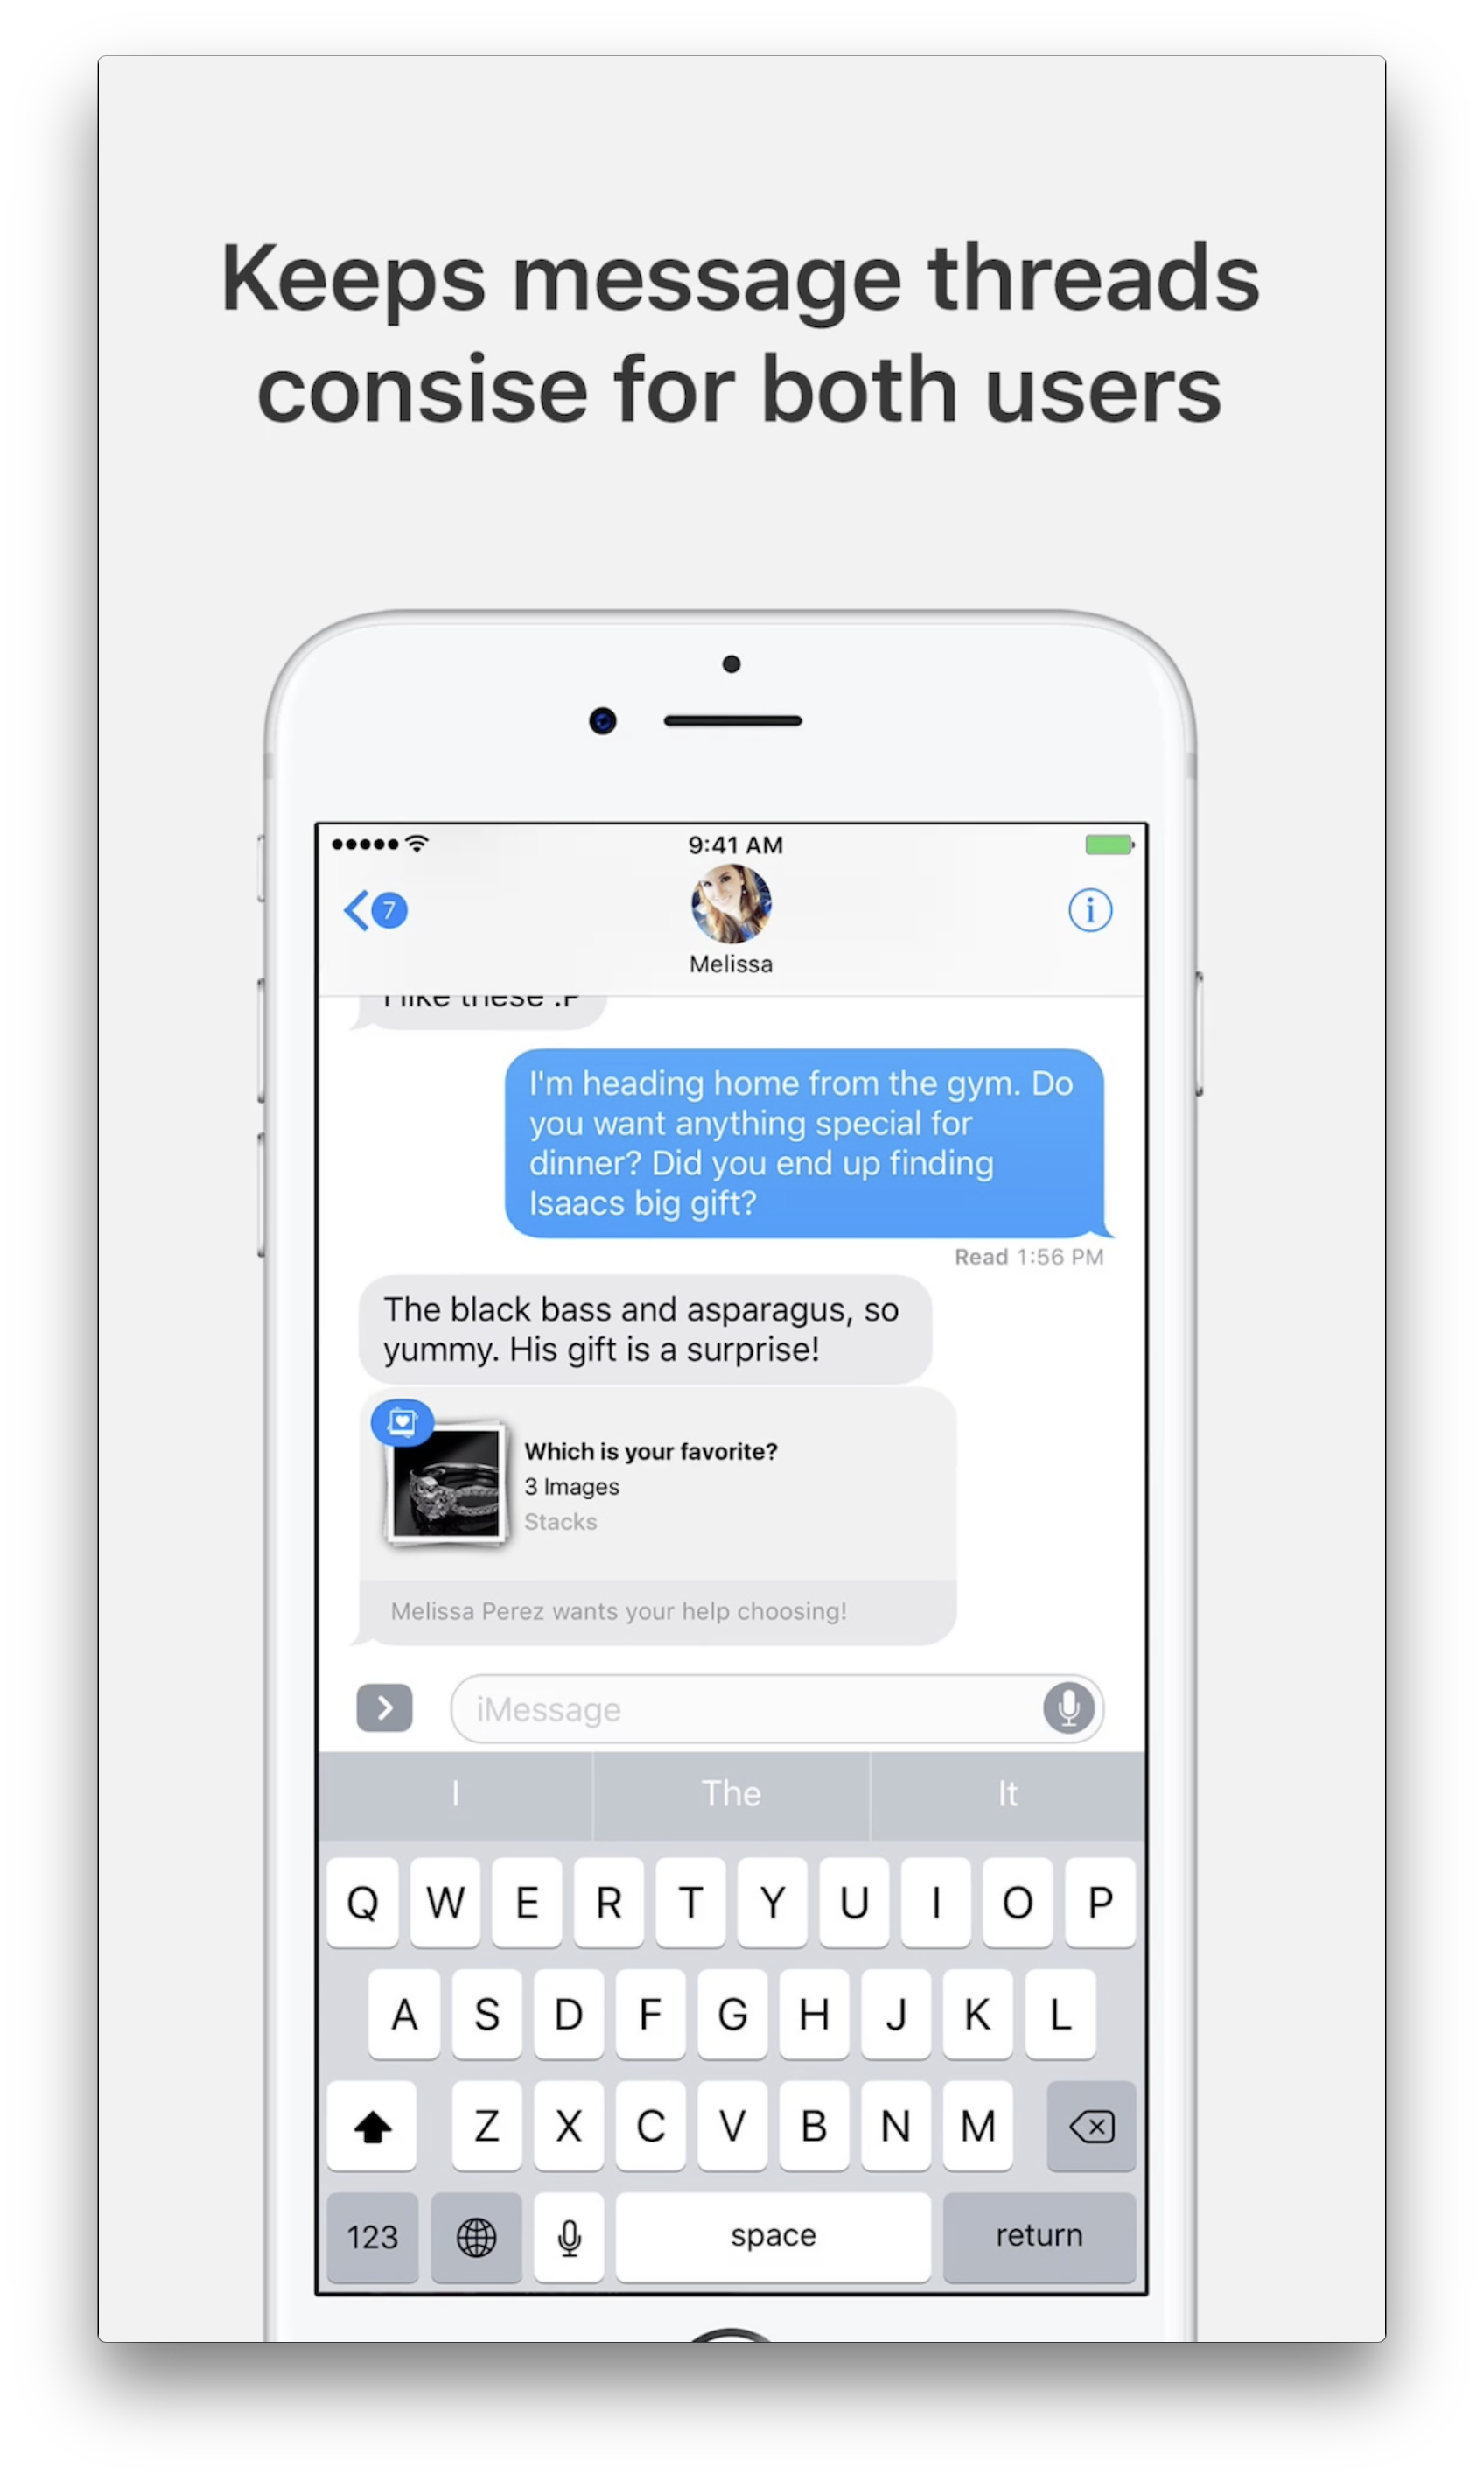 Keeps message threads
consise for both users
9:41 AM
7
Melissa
I like these :P
I'm heading home from the gym. Do
you want anything special for
dinner? Did you end up finding
Isaacs big gift?
Read 1:56 PM
The black bass and asparagus, so
yummy. His gift is a surprise!
Which is your favorite?
3 Images
Stacks
Melissa Perez wants your help choosing!
iMessage
I The It
Q W E R T Y U I O P
A S D F G H J K L
Z X C V B N M
123 space return